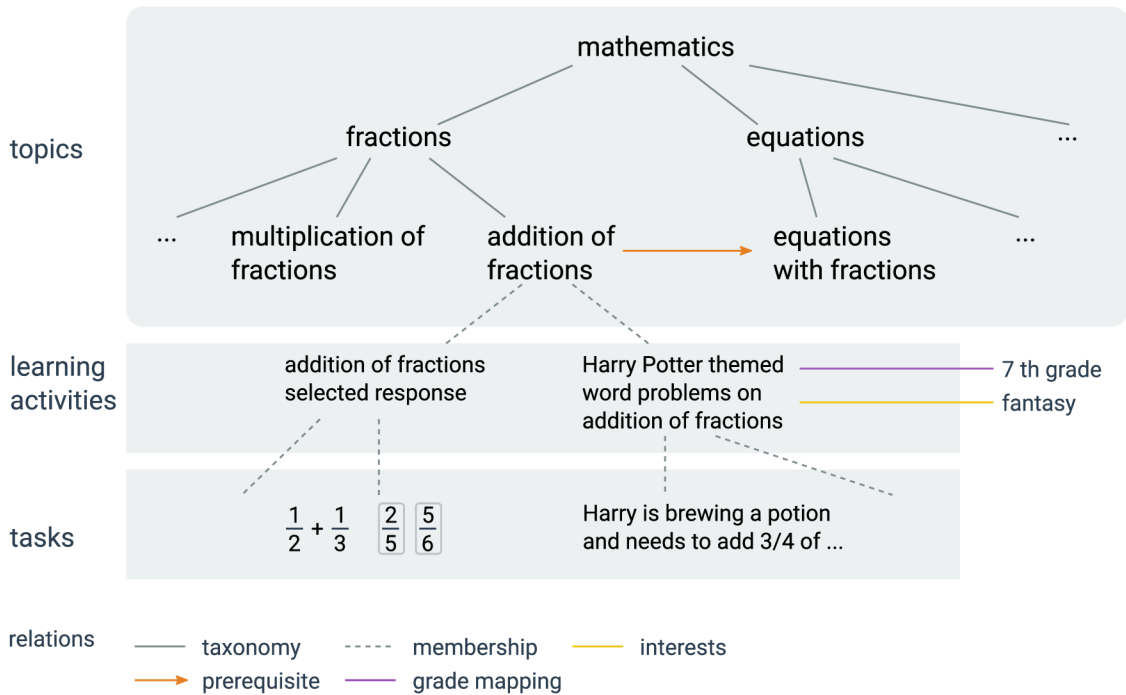 mathematics
topics
fractions
equations
...
...
multiplication of
fractions
addition of
fractions
equations
with fractions
...
learning
activities
addition of fractions
selected response
Harry Potter themed
word problems on
addition of fractions
7 th grade
fantasy
tasks
1/2 + 1/3 2/5 5/6
Harry is brewing a potion
and needs to add 3/4 of ...
relations
taxonomy
membership
interests
prerequisite
grade mapping